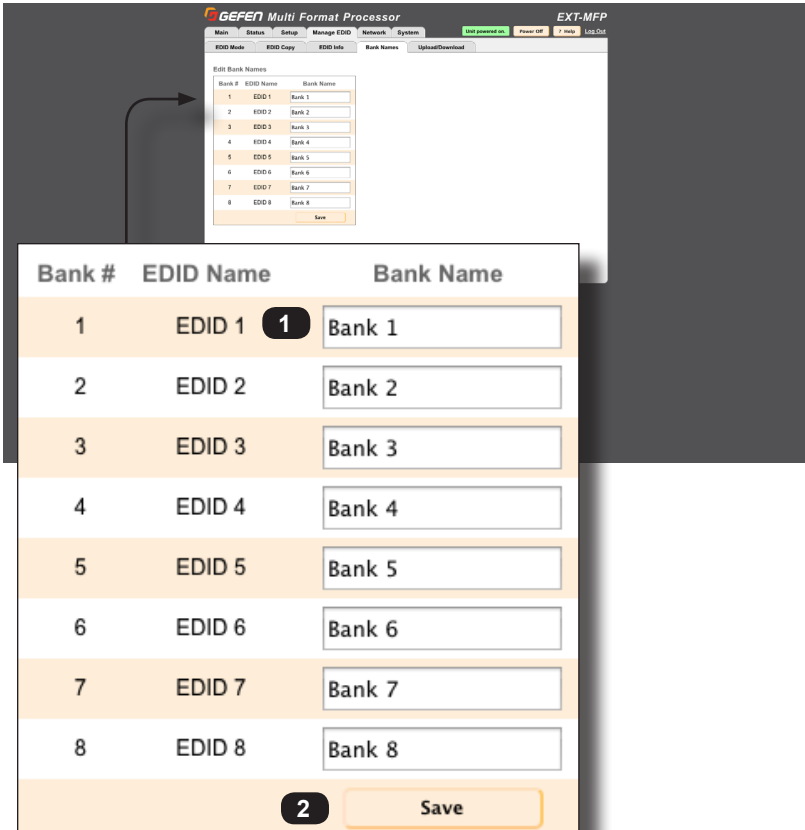 GEFEN Multi Format Processor EXT-MFP
Main Status Setup Manage EDID Network System Unit powered on. Power Off ? Help Log Out
EDID Mode EDID Copy EDID Info Bank Names Upload/Download
Edit Bank Names
Bank # EDID Name Bank Name
1 EDID 1 Bank 1
2 EDID 2 Bank 2
3 EDID 3 Bank 3
4 EDID 4 Bank 4
5 EDID 5 Bank 5
6 EDID 6 Bank 6
7 EDID 7 Bank 7
8 EDID 8 Bank 8
Save
Bank # EDID Name Bank Name
1 EDID 1 1 Bank 1
2 EDID 2 Bank 2
3 EDID 3 Bank 3
4 EDID 4 Bank 4
5 EDID 5 Bank 5
6 EDID 6 Bank 6
7 EDID 7 Bank 7
8 EDID 8 Bank 8
2 Save